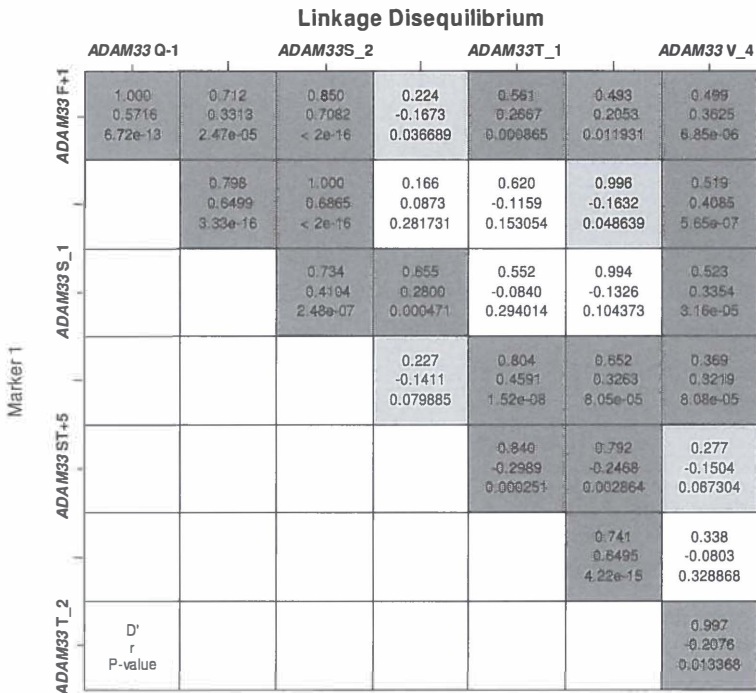 Linkage Disequilibrium
ADAM33 Q-1 ADAM33S_2 ADAM33T_1 ADAM33 V_4
Marker 1
ADAM33 F+1
1.000 0.712 0.850 0.224 0.561 0.493 0.499
0.5716 0.3313 0.7082 -0.1673 0.2667 0.2053 0.3625
6.72e-13 2.47e-05 < 2e-16 0.036689 0.000865 0.011931 6.85e-06
0.798 1.000 0.166 0.620 0.996 0.519
0.6499 0.6865 0.0873 -0.1159 -0.1632 0.4085
3.33e-16 < 2e-16 0.281731 0.153054 0.048639 5.65e-07
ADAM33 S_1
0.734 0.655 0.552 0.994 0.523
0.4104 0.2800 -0.0840 -0.1326 0.3354
2.48e-07 0.000471 0.294014 0.104373 3.16e-05
0.227 0.804 0.652 0.369
-0.1411 0.4591 0.3263 0.3219
0.079885 1.52e-08 8.05e-05 8.08e-05
ADAM33 ST+5
0.840 0.792 0.277
-0.2989 -0.2468 -0.1504
0.000251 0.002864 0.067304
0.741 0.338
0.6495 -0.0803
4.22e-15 0.328868
ADAM33 T_2
D' 0.997
r -0.2076
P-value 0.013368